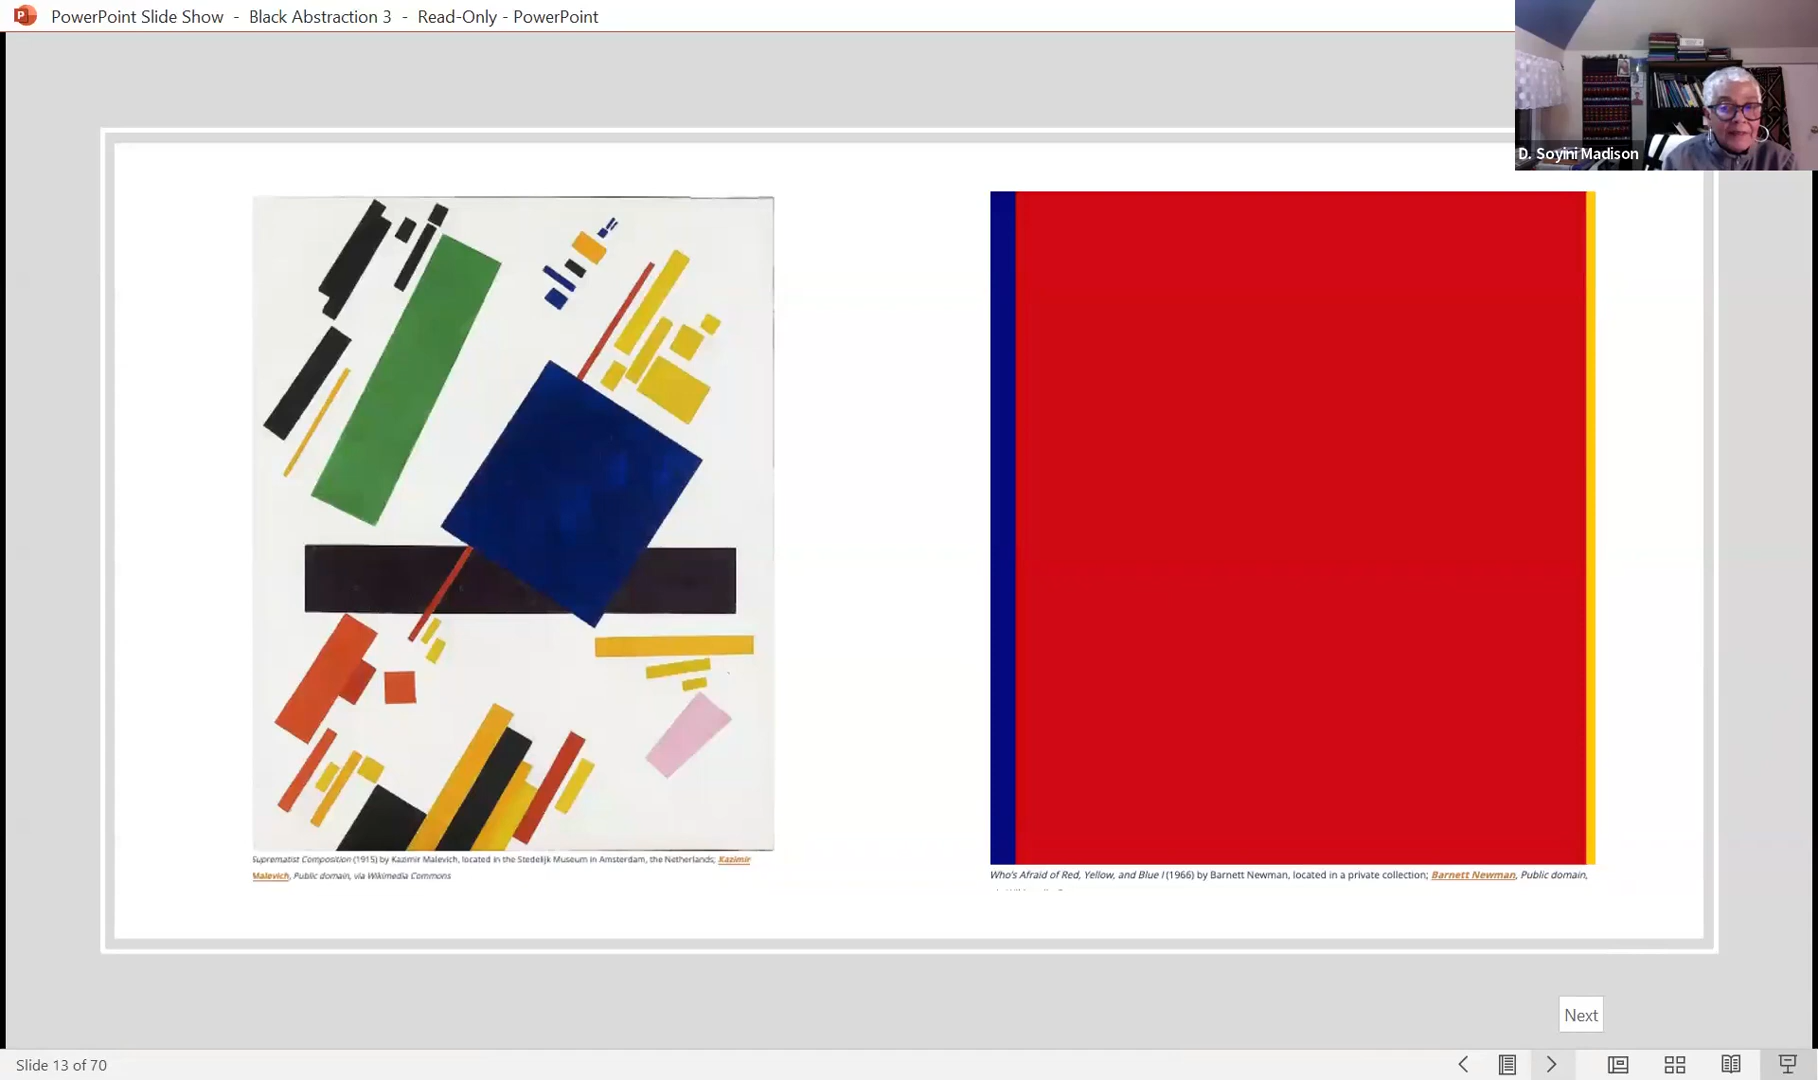 PowerPoint Slide Show - Black Abstraction 3 - Read-Only - PowerPoint
D. Soyini Madison
Suprematist Composition (1915) by Kazimir Malevich, located in the Stedelijk Museum in Amsterdam, the Netherlands; Kazimir
Malevich, Public domain, via Wikimedia Commons
Who's Afraid of Red, Yellow, and Blue I (1966) by Barnett Newman, located in a private collection; Barnett Newman, Public domain,
Next
Slide 13 of 70